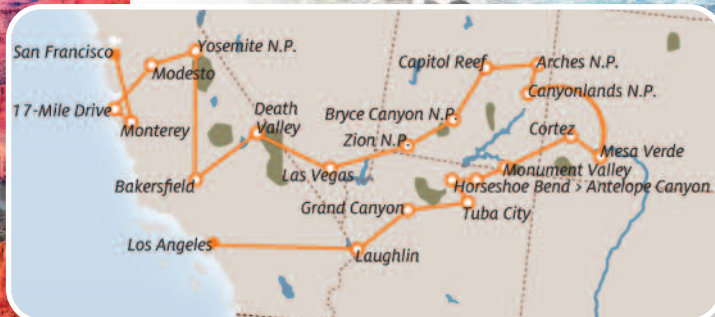 San Francisco
Yosemite N.P.
Modesto
Capitol Reef
Arches N.P.
Canyonlands N.P.
17-Mile Drive
Monterey
Death
Valley
Bryce Canyon N.P.
Zion N.P.
Cortez
Mesa Verde
Las Vegas
Monument Valley
Bakersfield
Horseshoe Bend > Antelope Canyon
Grand Canyon
Tuba City
Los Angeles
Laughlin